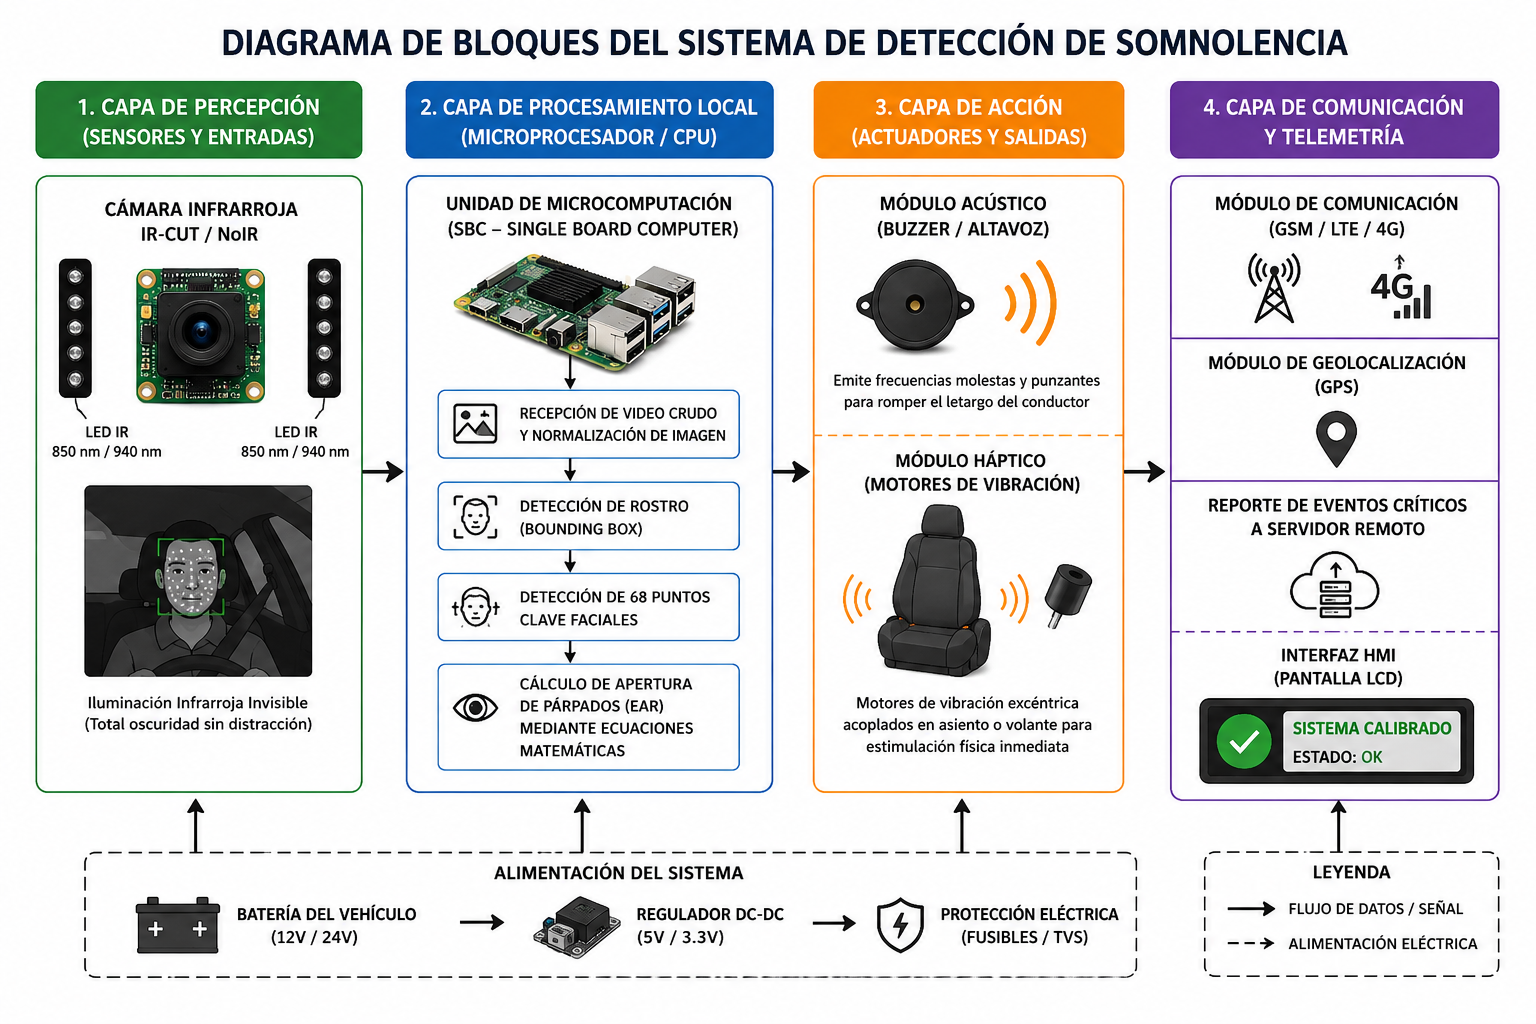 DIAGRAMA DE BLOQUES DEL SISTEMA DE DETECCIÓN DE SOMNOLENCIA
1. CAPA DE PERCEPCIÓN
(SENSORES Y ENTRADAS)
CÁMARA INFRARROJA
IR-CUT / NoIR
LED IR
850 nm / 940 nm
LED IR
850 nm / 940 nm
Iluminación Infrarroja Invisible
(Total oscuridad sin distracción)
2. CAPA DE PROCESAMIENTO LOCAL
(MICROPROCESADOR / CPU)
UNIDAD DE MICROCOMPUTACIÓN
(SBC – SINGLE BOARD COMPUTER)
RECEPCIÓN DE VIDEO CRUDO
Y NORMALIZACIÓN DE IMAGEN
DETECCIÓN DE ROSTRO
(BOUNDING BOX)
DETECCIÓN DE 68 PUNTOS
CLAVE FACIALES
CÁLCULO DE APERTURA
DE PÁRPADOS (EAR)
MEDIANTE ECUACIONES
MATEMÁTICAS
3. CAPA DE ACCIÓN
(ACTUADORES Y SALIDAS)
MÓDULO ACÚSTICO
(BUZZER / ALTAVOZ)
Emite frecuencias molestas y punzantes
para romper el letargo del conductor
MÓDULO HÁPTICO
(MOTORES DE VIBRACIÓN)
Motores de vibración excéntrica
acoplados en asiento o volante para
estimulación física inmediata
4. CAPA DE COMUNICACIÓN
Y TELEMETRÍA
MÓDULO DE COMUNICACIÓN
(GSM / LTE / 4G)
4G
MÓDULO DE GEOLOCALIZACIÓN
(GPS)
REPORTE DE EVENTOS CRÍTICOS
A SERVIDOR REMOTO
INTERFAZ HMI
(PANTALLA LCD)
SISTEMA CALIBRADO
ESTADO: OK
ALIMENTACIÓN DEL SISTEMA
BATERÍA DEL VEHÍCULO
(12V / 24V)
REGULADOR DC-DC
(5V / 3.3V)
PROTECCIÓN ELÉCTRICA
(FUSIBLES / TVS)
LEYENDA
FLUJO DE DATOS / SEÑAL
ALIMENTACIÓN ELÉCTRICA